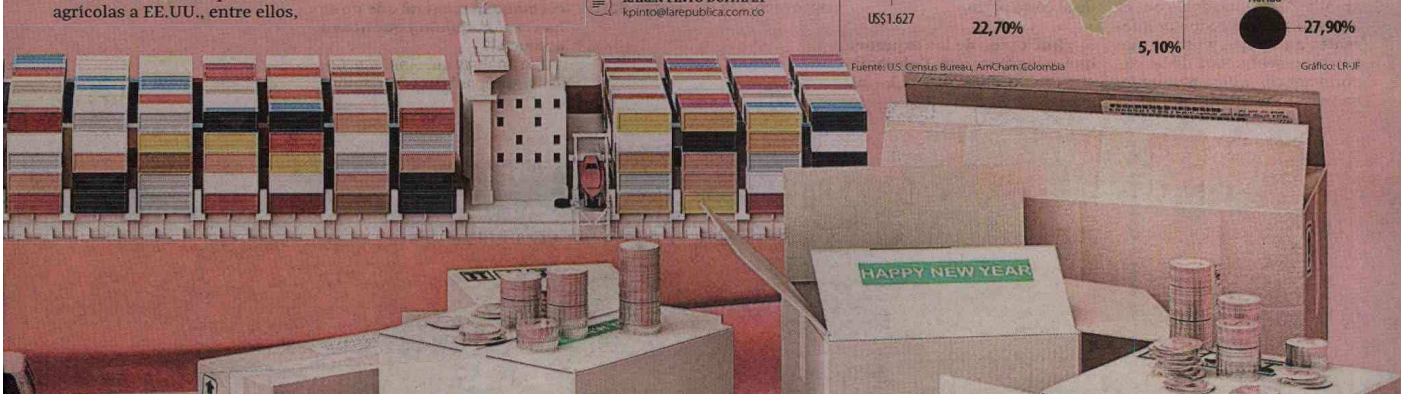 agrícolas a EE.UU., entre ellos,
kpinto@larepublica.com.co
US$1.627
22,70%
5,10%
27,90%
Fuente: U.S. Census Bureau, AmCham Colombia
Gráfico: LR-JF
HAPPY NEW YEAR